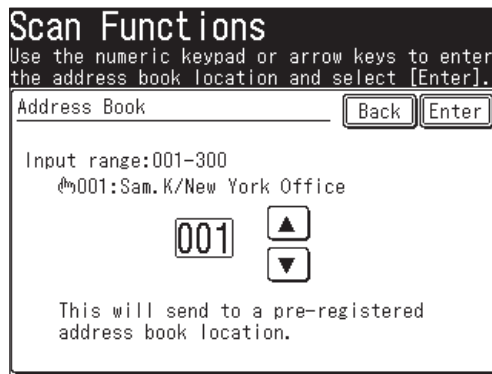 Scan Functions
Use the numeric keypad or arrow keys to enter
the address book location and select [Enter].
Address Book
Back Enter
Input range:001-300
001:Sam.K/New York Office
001
▲
▼
This will send to a pre-registered
address book location.